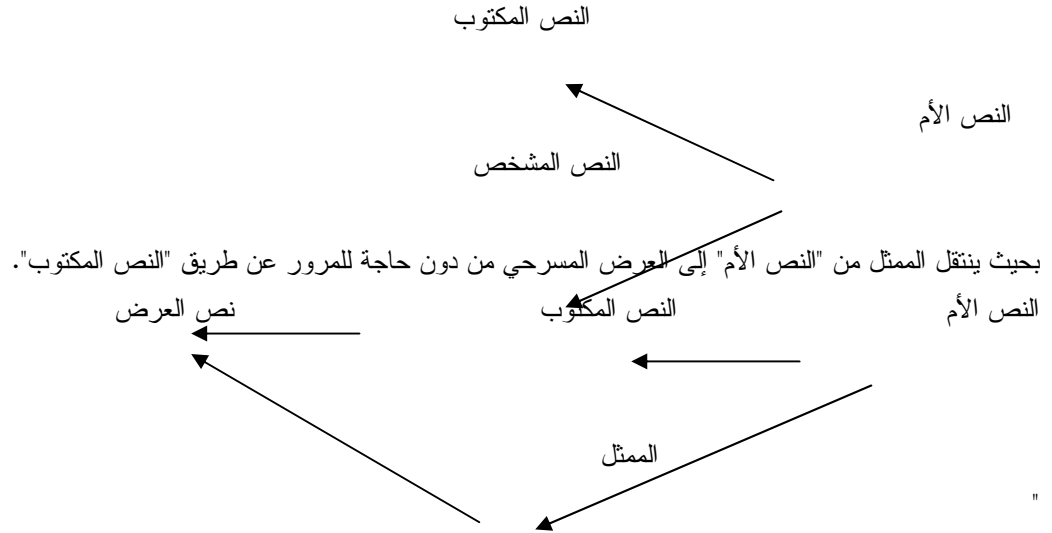 النص المكتوب
النص الأم
النص المشخص
بحيث ينتقل الممثل من "النص الأم" إلى العرض المسرحي من دون حاجة للمرور عن طريق "النص المكتوب".
النص الأم النص المكتوب نص العرض
الممثل
"